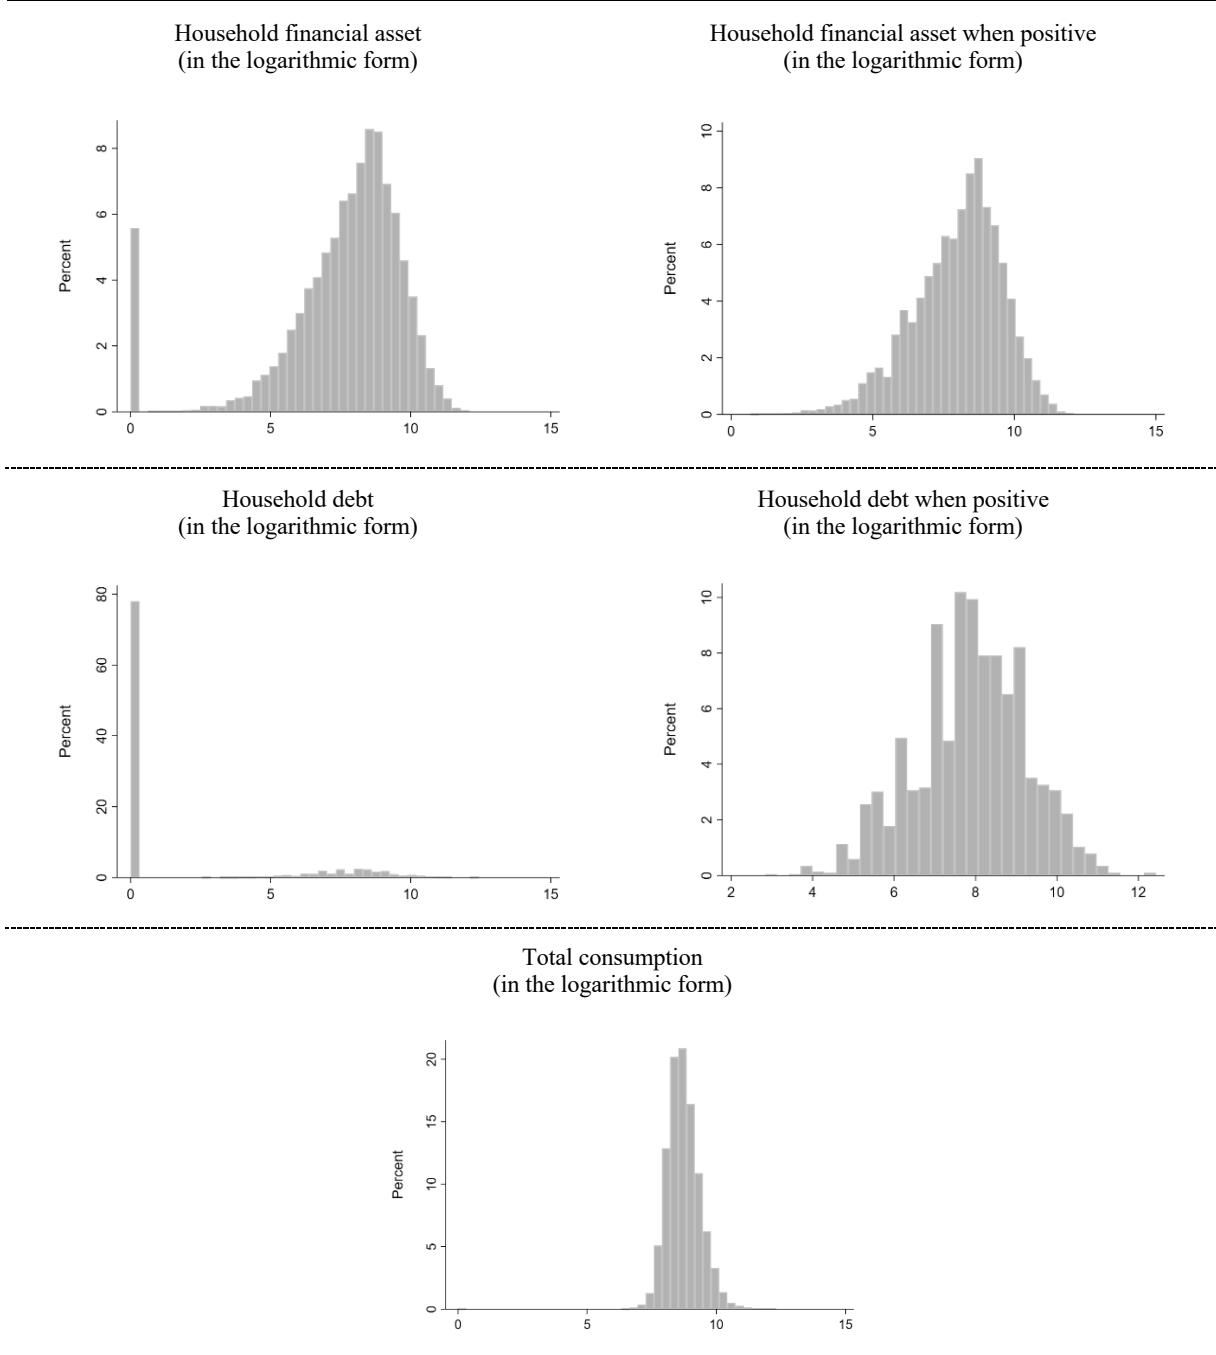 Household financial asset
(in the logarithmic form)
Percent
0 2 4 6 8
0 5 10 15
Household financial asset when positive
(in the logarithmic form)
Percent
0 2 4 6 8 10
0 5 10 15
Household debt
(in the logarithmic form)
Percent
0 20 40 60 80
0 5 10 15
Household debt when positive
(in the logarithmic form)
Percent
0 2 4 6 8 10
2 4 6 8 10 12
Total consumption
(in the logarithmic form)
Percent
0 5 10 15 20
0 5 10 15